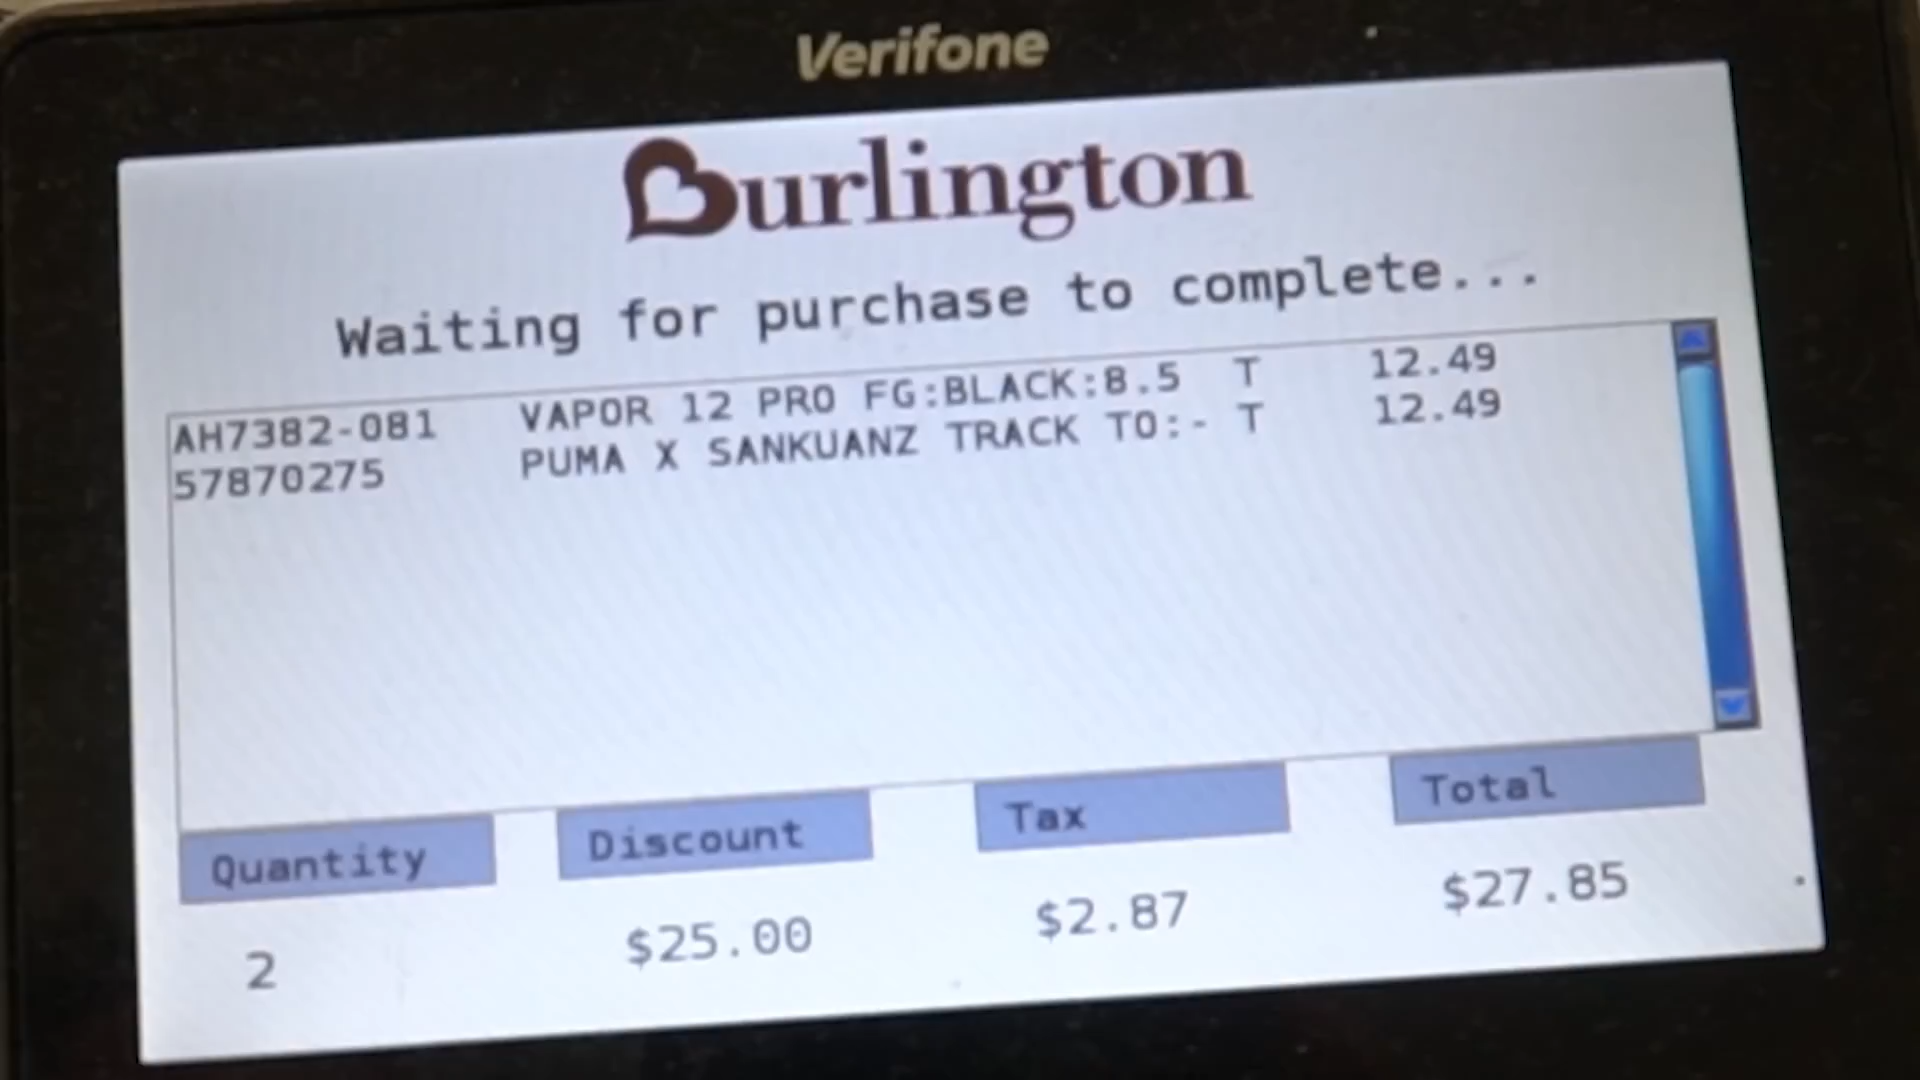 Verifone
Burlington
Waiting for purchase to complete...
AH7382-081 VAPOR 12 PRO FG:BLACK:8.5 T 12.49
57870275 PUMA X SANKUANZ TRACK TO:- T 12.49
Quantity Discount Tax Total
2 $25.00 $2.87 $27.85